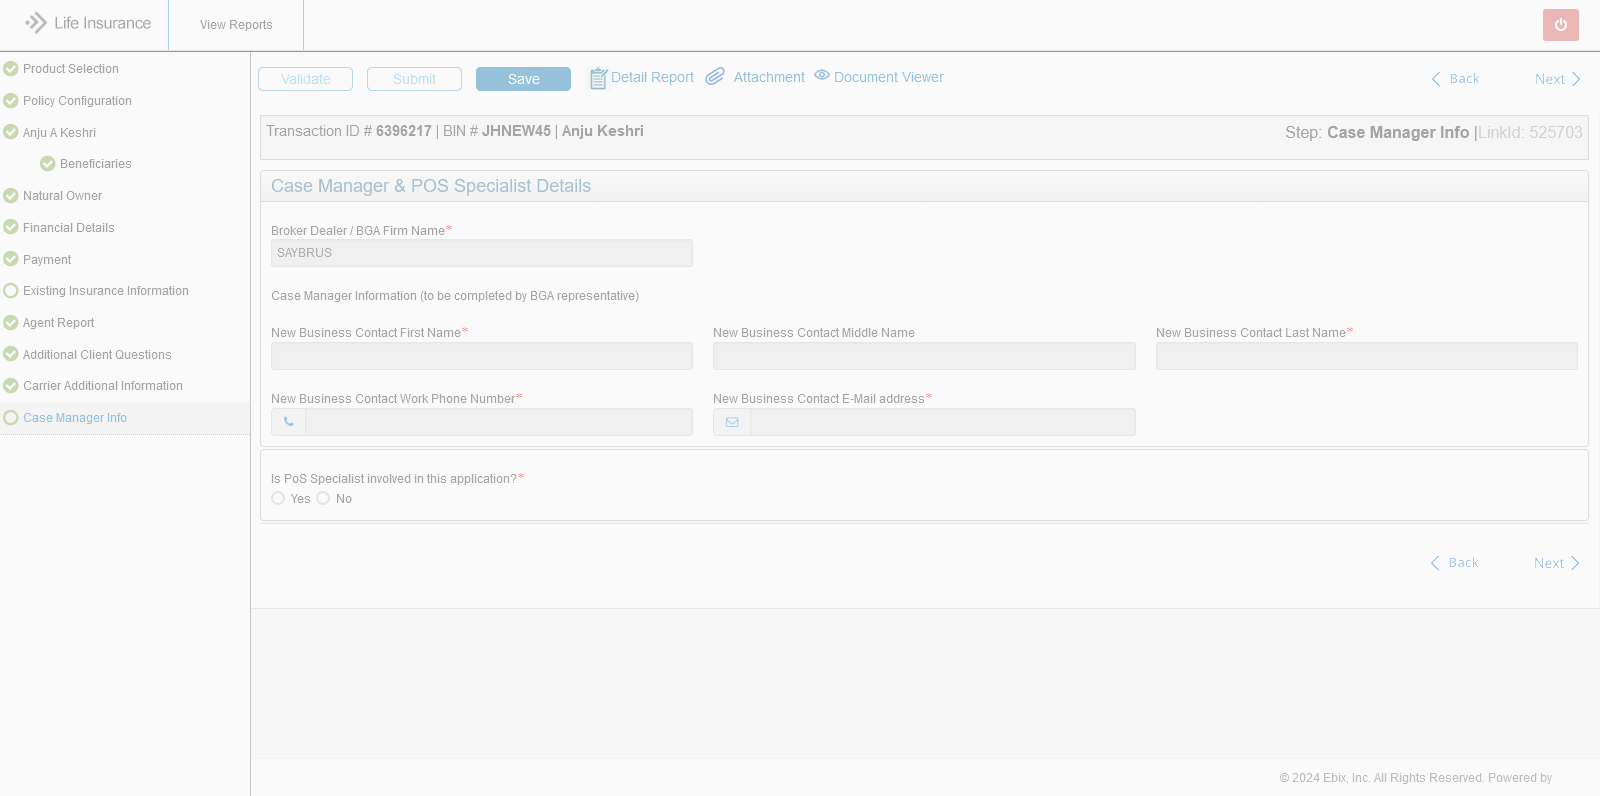 Life Insurance
View Reports
Product Selection
Policy Configuration
Anju A Keshri
Beneficiaries
Natural Owner
Financial Details
Payment
Existing Insurance Information
Agent Report
Additional Client Questions
Carrier Additional Information
Case Manager Info
Validate
Submit
Save
Detail Report
Attachment
Document Viewer
Back
Next
Transaction ID # 6396217 | BIN # JHNEW45 | Anju Keshri
Step: Case Manager Info |LinkId: 525703
Case Manager & POS Specialist Details
Broker Dealer / BGA Firm Name*
SAYBRUS
Case Manager Information (to be completed by BGA representative)
New Business Contact First Name*
New Business Contact Middle Name
New Business Contact Last Name*
New Business Contact Work Phone Number*
New Business Contact E-Mail address*
Is PoS Specialist involved in this application?*
Yes
No
Back
Next
© 2024 Ebix, Inc. All Rights Reserved. Powered by